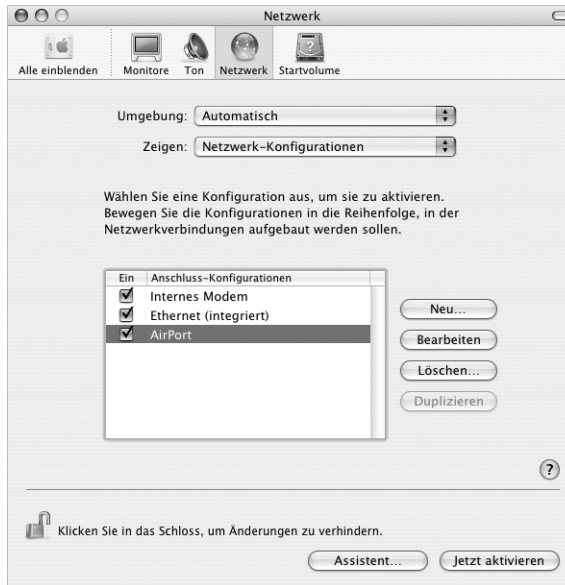 Netzwerk
Alle einblenden Monitore Ton Netzwerk Startvolume
Umgebung: Automatisch
Zeigen: Netzwerk-Konfigurationen
Wählen Sie eine Konfiguration aus, um sie zu aktivieren.
Bewegen Sie die Konfigurationen in die Reihenfolge, in der
Netzwerkverbindungen aufgebaut werden sollen.
Ein Anschluss-Konfigurationen
Internes Modem
Ethernet (integriert)
AirPort
Neu...
Bearbeiten
Löschen...
Duplizieren
?
Klicken Sie in das Schloss, um Änderungen zu verhindern.
Assistent... Jetzt aktivieren